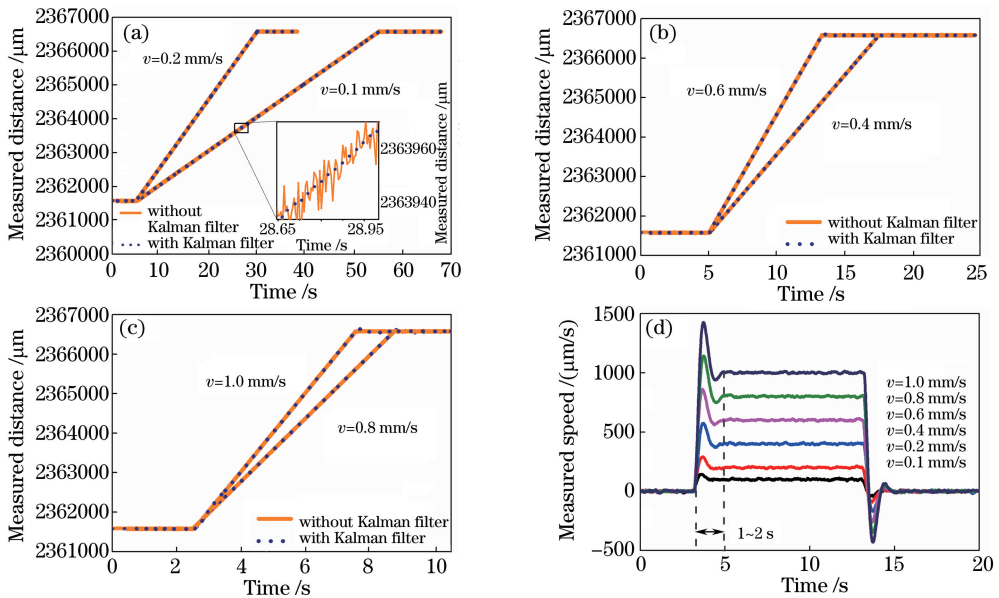 (a)
2367000
2366000
2365000
2364000
2363000
2362000
2361000
2360000
Measured distance /μm
v=0.2 mm/s
v=0.1 mm/s
2363960
2363940
Measured distance /μm
28.65
28.95
Time /s
without
Kalman filter
with Kalman filter
0 10 20 30 40 50 60 70
Time /s
(b)
2367000
2366000
2365000
2364000
2363000
2362000
2361000
Measured distance /μm
v=0.6 mm/s
v=0.4 mm/s
without Kalman filter
with Kalman filter
0 5 10 15 20 25
Time /s
(c)
2367000
2366000
2365000
2364000
2363000
2362000
2361000
Measured distance /μm
v=1.0 mm/s
v=0.8 mm/s
without Kalman filter
with Kalman filter
0 2 4 6 8 10
Time /s
(d)
1500
1000
500
0
−500
Measured speed /(μm/s)
v=1.0 mm/s
v=0.8 mm/s
v=0.6 mm/s
v=0.4 mm/s
v=0.2 mm/s
v=0.1 mm/s
1~2 s
0 5 10 15 20
Time /s